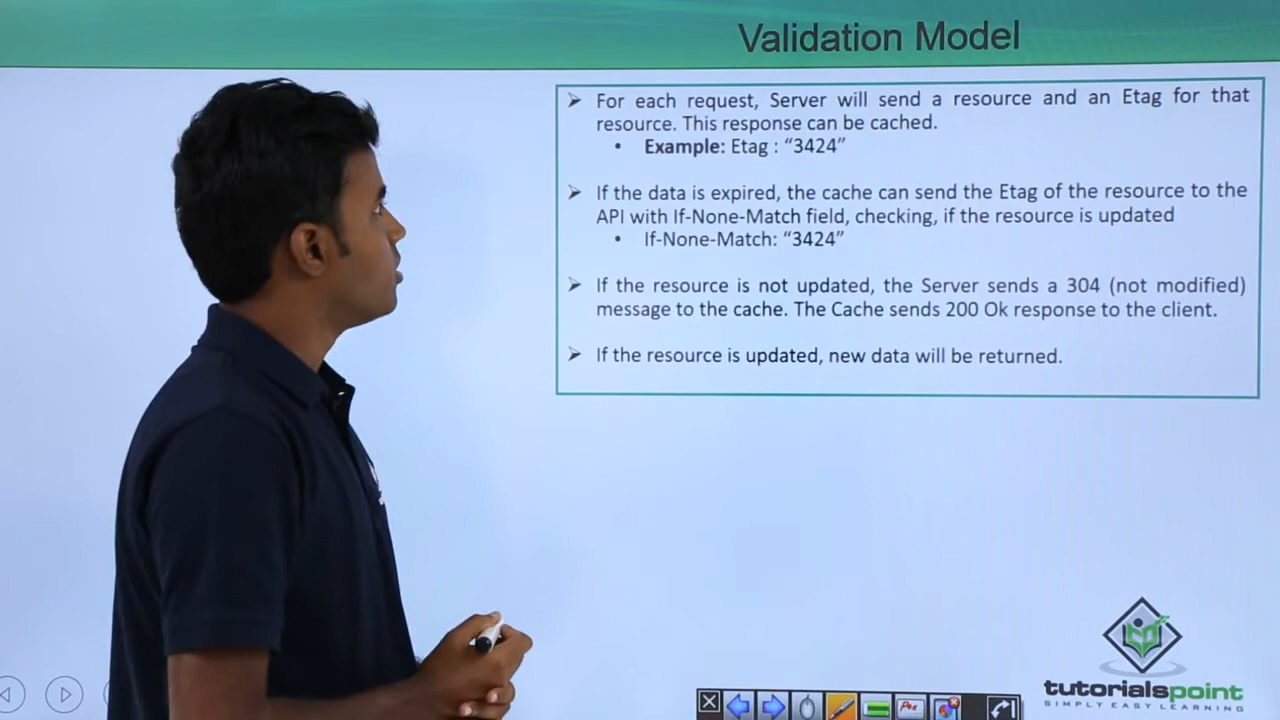 Validation Model
➢ For each request, Server will send a resource and an Etag for that
resource. This response can be cached.
• Example: Etag : “3424”
➢ If the data is expired, the cache can send the Etag of the resource to the
API with If-None-Match field, checking, if the resource is updated
• If-None-Match: “3424”
➢ If the resource is not updated, the Server sends a 304 (not modified)
message to the cache. The Cache sends 200 Ok response to the client.
➢ If the resource is updated, new data will be returned.
tutorialspoint
SIMPLY EASY LEARNING